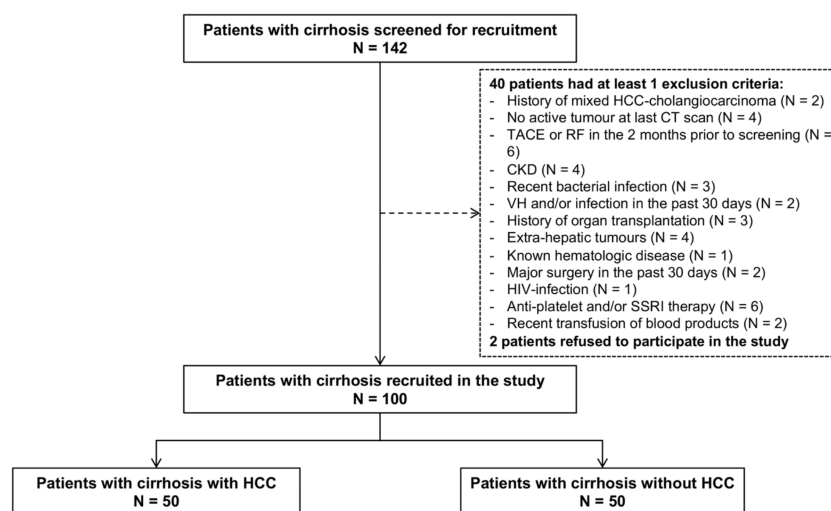 Patients with cirrhosis screened for recruitment
N = 142
40 patients had at least 1 exclusion criteria:
- History of mixed HCC-cholangiocarcinoma (N = 2)
- No active tumour at last CT scan (N = 4)
- TACE or RF in the 2 months prior to screening (N =
6)
- CKD (N = 4)
- Recent bacterial infection (N = 3)
- VH and/or infection in the past 30 days (N = 2)
- History of organ transplantation (N = 3)
- Extra-hepatic tumours (N = 4)
- Known hematologic disease (N = 1)
- Major surgery in the past 30 days (N = 2)
- HIV-infection (N = 1)
- Anti-platelet and/or SSRI therapy (N = 6)
- Recent transfusion of blood products (N = 2)
2 patients refused to participate in the study
Patients with cirrhosis recruited in the study
N = 100
Patients with cirrhosis with HCC
N = 50
Patients with cirrhosis without HCC
N = 50